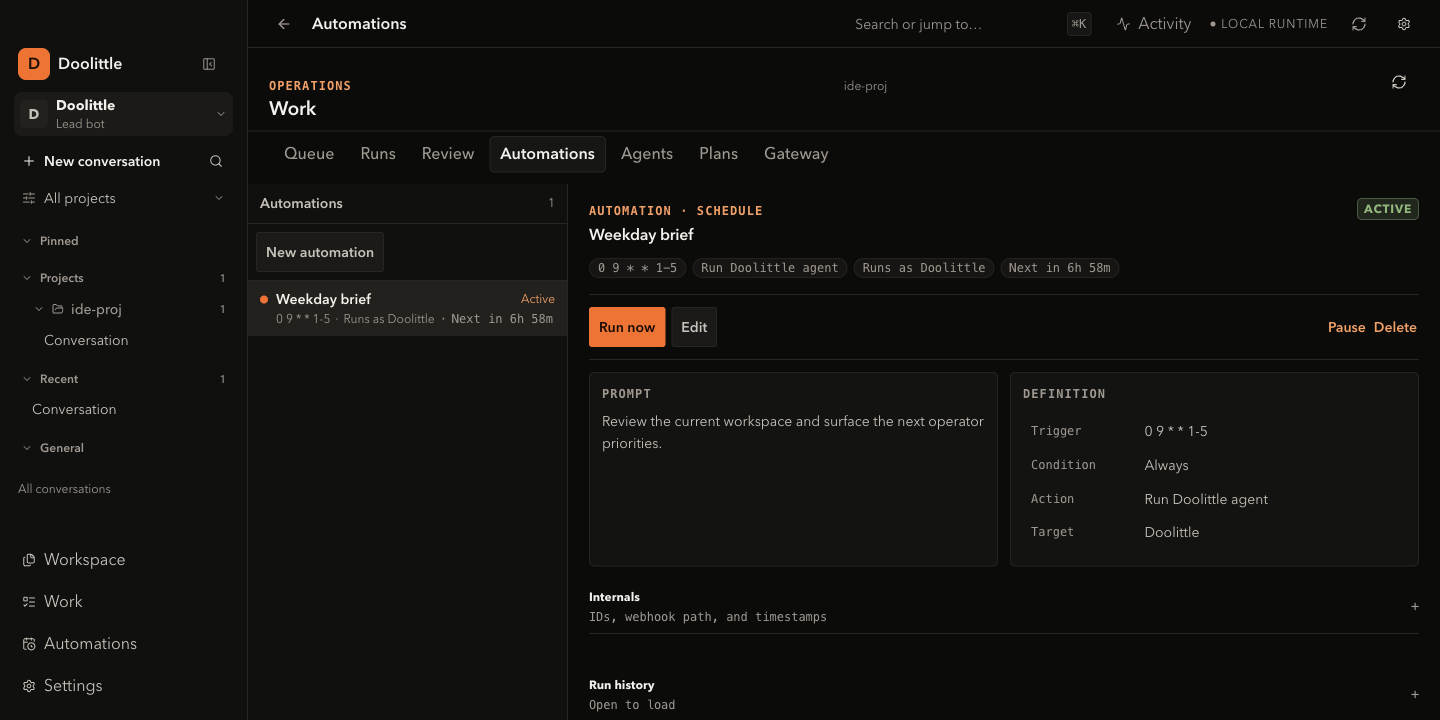 D Doolittle
D Doolittle
Lead bot
New conversation
All projects
Pinned
Projects 1
ide-proj 1
Conversation
Recent 1
Conversation
General
All conversations
Workspace
Work
Automations
Settings
Automations
Search or jump to… ⌘K
Activity
• LOCAL RUNTIME
OPERATIONS
Work
ide-proj
Queue Runs Review Automations Agents Plans Gateway
Automations 1
New automation
Weekday brief Active
0 9 * * 1-5 · Runs as Doolittle · Next in 6h 58m
AUTOMATION · SCHEDULE
ACTIVE
Weekday brief
0 9 * * 1-5 Run Doolittle agent Runs as Doolittle Next in 6h 58m
Run now Edit Pause Delete
PROMPT
Review the current workspace and surface the next operator
priorities.
DEFINITION
Trigger 0 9 * * 1-5
Condition Always
Action Run Doolittle agent
Target Doolittle
Internals
IDs, webhook path, and timestamps
+
Run history
Open to load
+